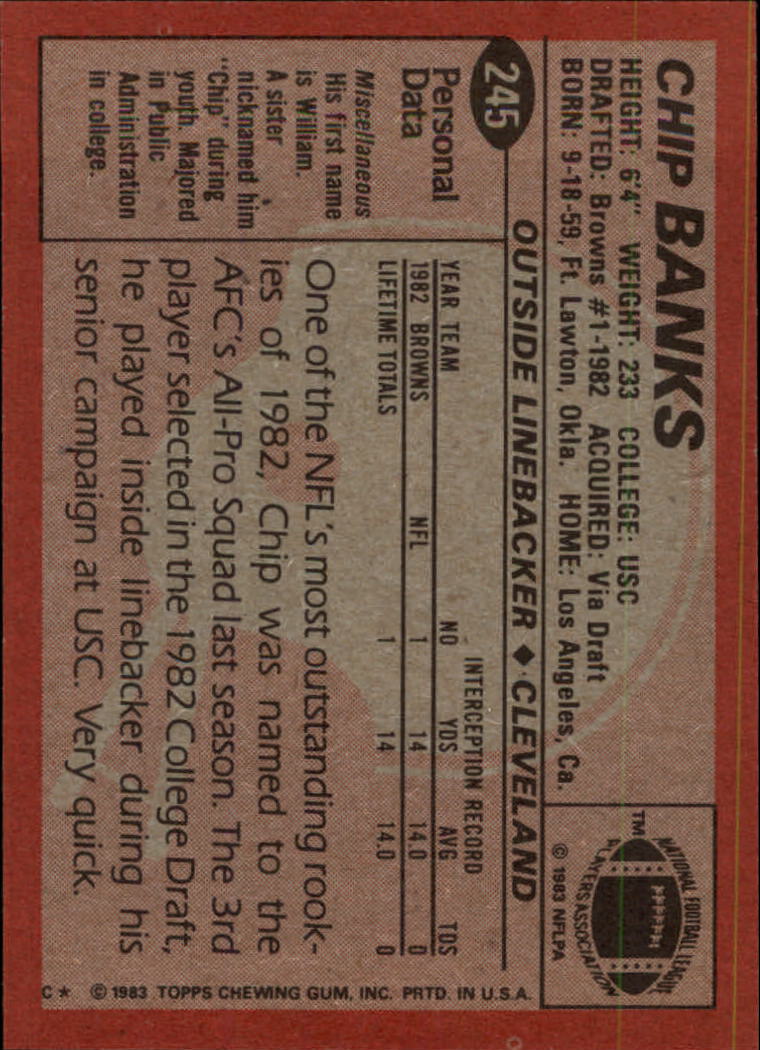 CHIP BANKS
HEIGHT: 6'4" WEIGHT: 233 COLLEGE: USC
DRAFTED: Browns #1-1982 ACQUIRED: Via Draft
BORN: 9-18-59, Ft. Lawton, Okla. HOME: Los Angeles, Ca.
NATIONAL FOOTBALL LEAGUE
PLAYERS ASSOCIATION
TM
© 1983 NFLPA
245
OUTSIDE LINEBACKER ♦ CLEVELAND
Personal
Data
Miscellaneous
His first name
is William.
A sister
nicknamed him
"Chip" during
youth. Majored
in Public
Administration
in college.
INTERCEPTION RECORD
YEAR TEAM NO YDS AVG TDS
1982 BROWNS NFL 1 14 14.0 0
LIFETIME TOTALS 1 14 14.0 0
One of the NFL's most outstanding rook-
ies of 1982, Chip was named to the
AFC's All-Pro Squad last season. The 3rd
player selected in the 1982 College Draft,
he played inside linebacker during his
senior campaign at USC. Very quick.
C* © 1983 TOPPS CHEWING GUM, INC. PRTD. IN U.S.A.